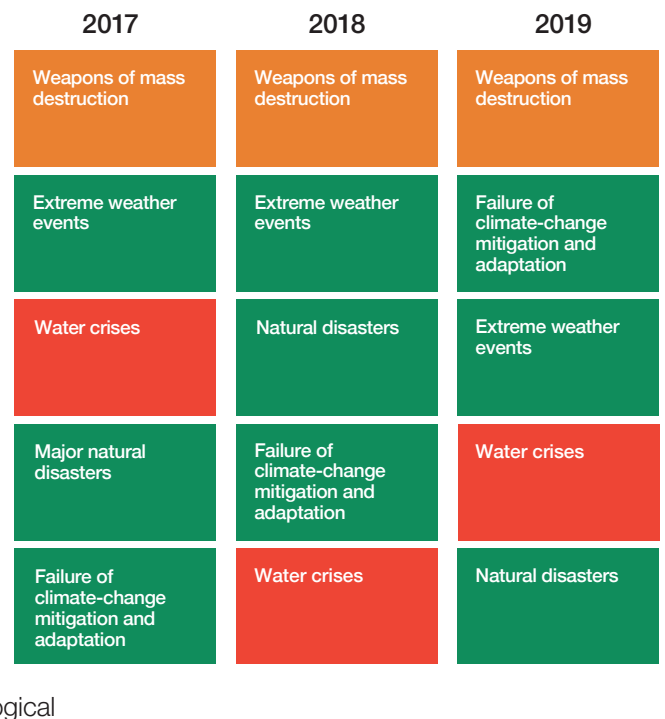 2017
2018
2019
Weapons of mass
destruction
Weapons of mass
destruction
Weapons of mass
destruction
Extreme weather
events
Extreme weather
events
Failure of
climate-change
mitigation and
adaptation
Water crises
Natural disasters
Extreme weather
events
Major natural
disasters
Failure of
climate-change
mitigation and
adaptation
Water crises
Failure of
climate-change
mitigation and
adaptation
Water crises
Natural disasters
ogical